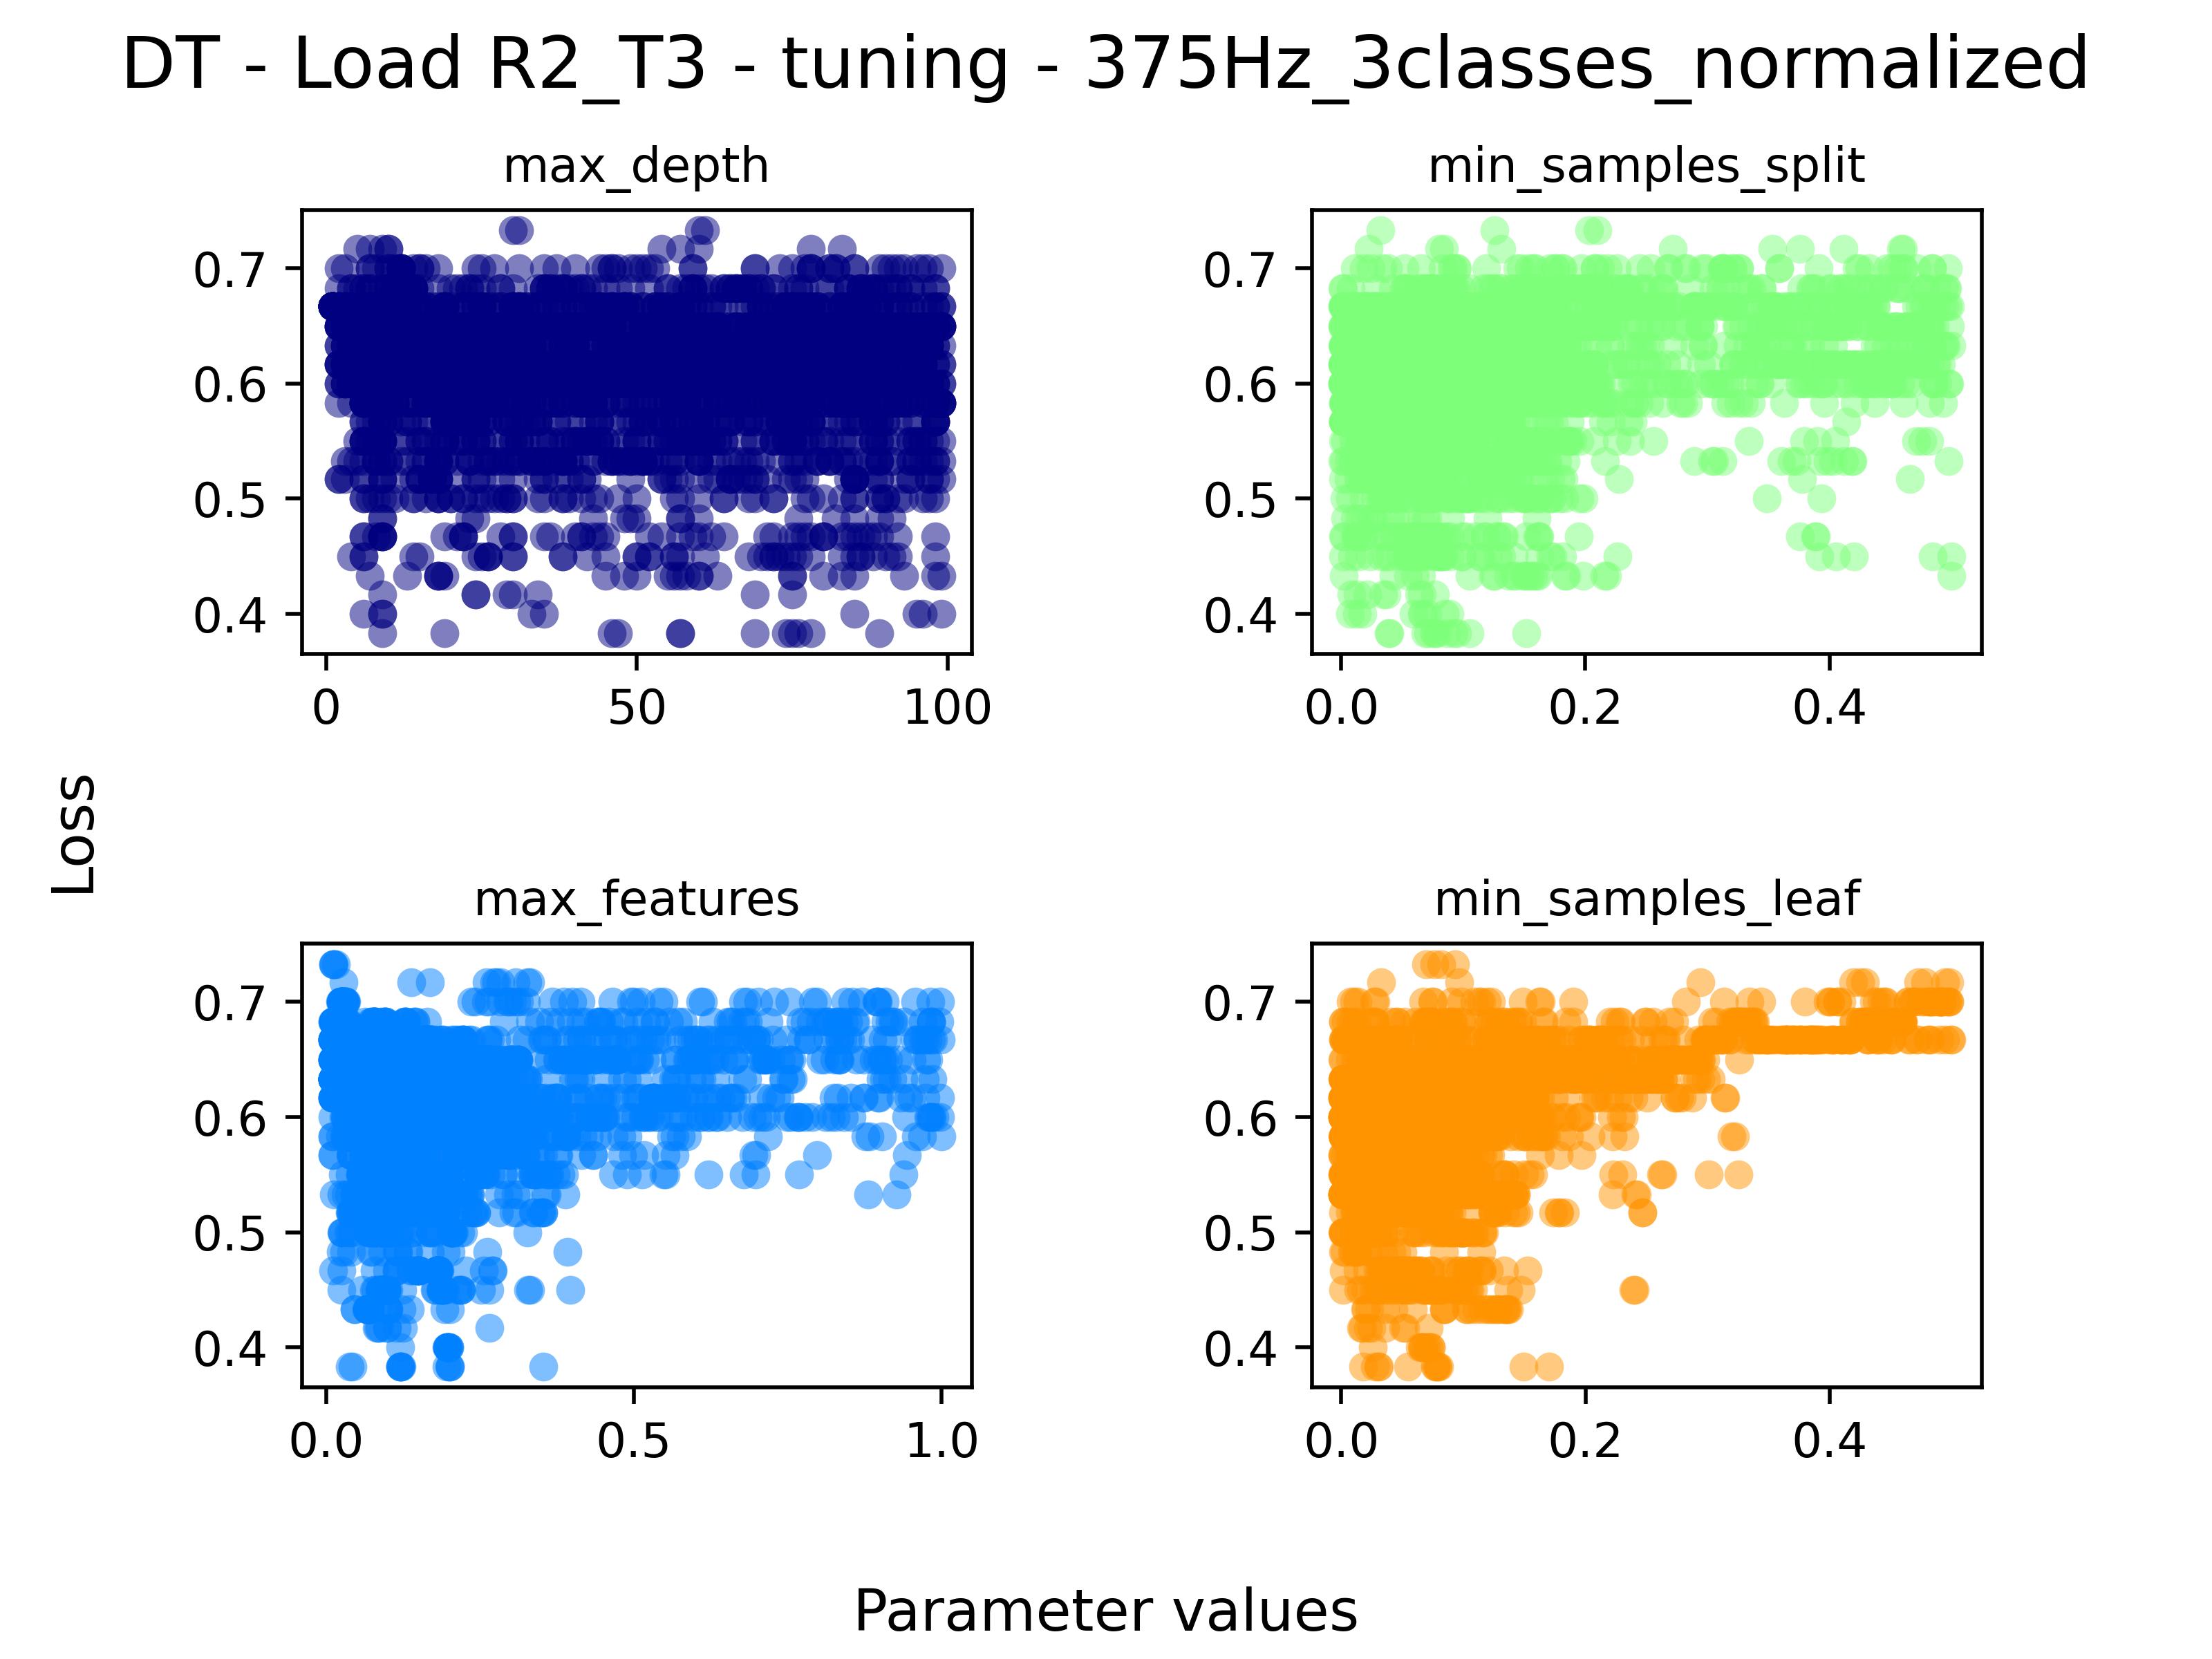 DT - Load R2_T3 - tuning - 375Hz_3classes_normalized
max_depth
min_samples_split
0.7
0.6
0.5
0.4
0 50 100
0.7
0.6
0.5
0.4
0.0 0.2 0.4
Loss
max_features
min_samples_leaf
0.7
0.6
0.5
0.4
0.0 0.5 1.0
0.7
0.6
0.5
0.4
0.0 0.2 0.4
Parameter values